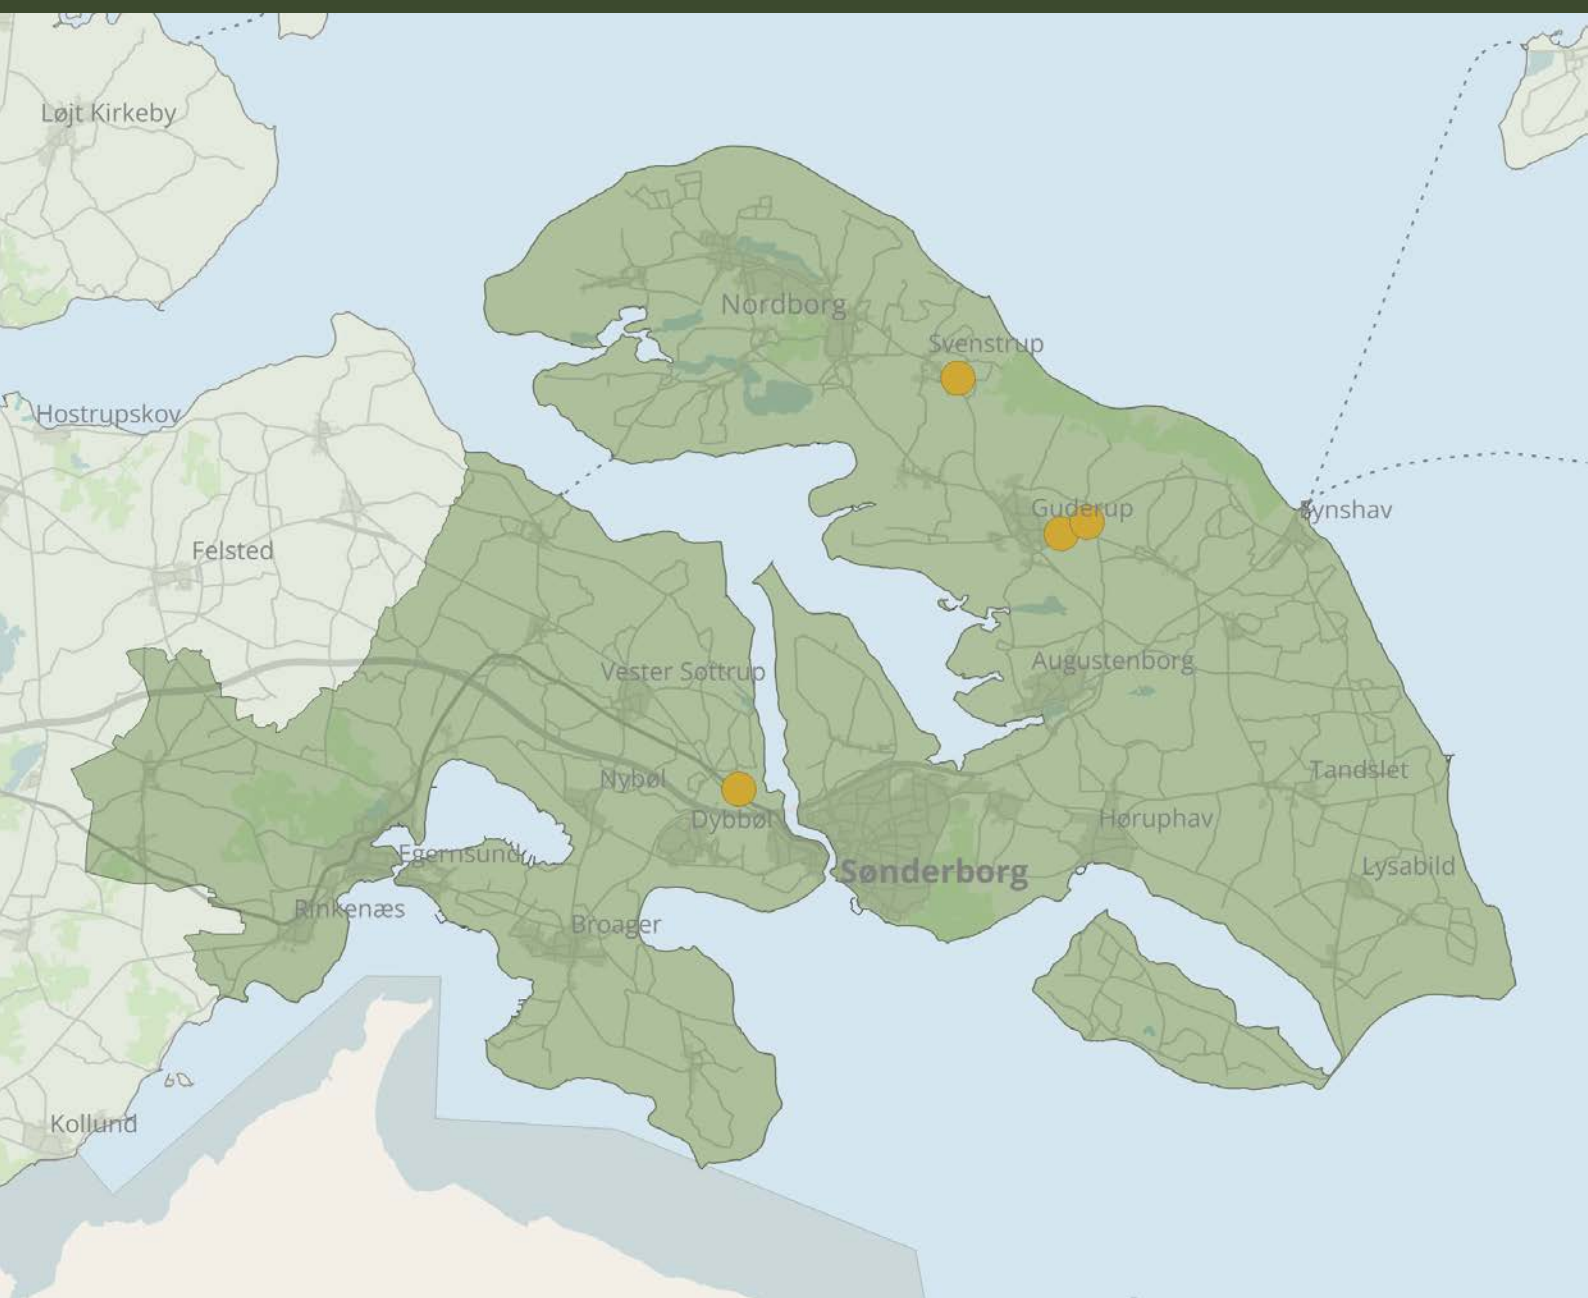 Løjt Kirkeby
Nordborg
Svenstrup
Hostrupskov
Guderup
Fynshav
Felsted
Augustenborg
Vester Sottrup
Tandslet
Nybøl
Dybbøl
Høruphav
Egernsund
Sønderborg
Lysabild
Rinkenæs
Broager
Kollund